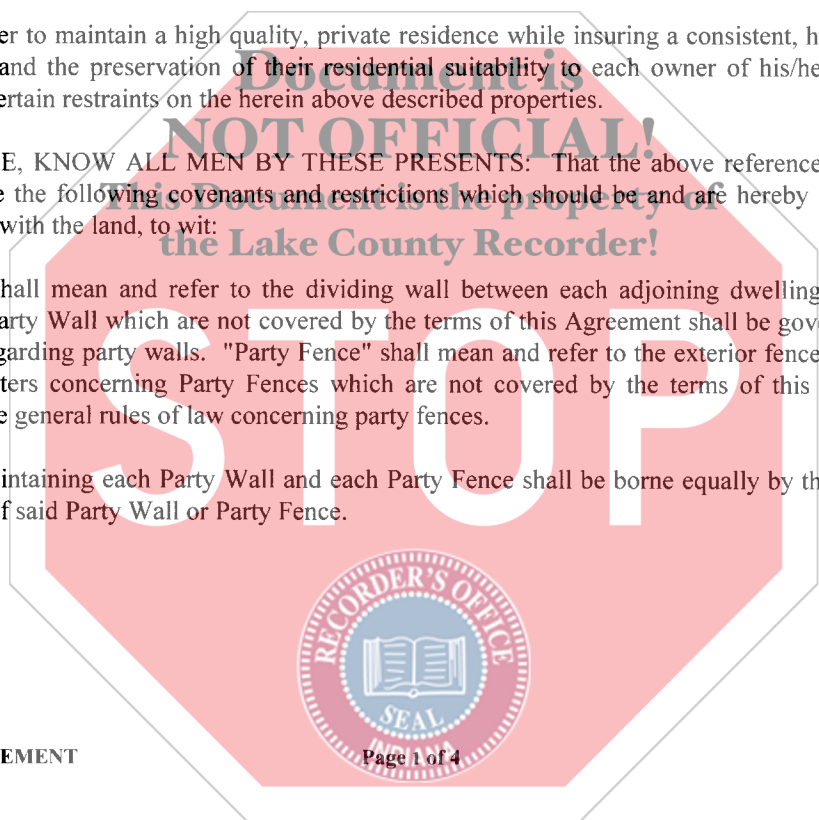 er to maintain a high quality, private residence while insuring a consistent, h
and the preservation of their residential suitability to each owner of his/he
ertain restraints on the herein above described properties.
Document is
NOT OFFICIAL!
This Document is the property of
the Lake County Recorder!
E, KNOW ALL MEN BY THESE PRESENTS: That the above reference
e the following covenants and restrictions which should be and are hereby
with the land, to wit:
hall mean and refer to the dividing wall between each adjoining dwelling
arty Wall which are not covered by the terms of this Agreement shall be gov
garding party walls. "Party Fence" shall mean and refer to the exterior fence
ters concerning Party Fences which are not covered by the terms of this
e general rules of law concerning party fences.
STOP
intaining each Party Wall and each Party Fence shall be borne equally by th
f said Party Wall or Party Fence.
RECORDER'S OFFICE
SEAL
INDIANA
EMENT Page 1 of 4